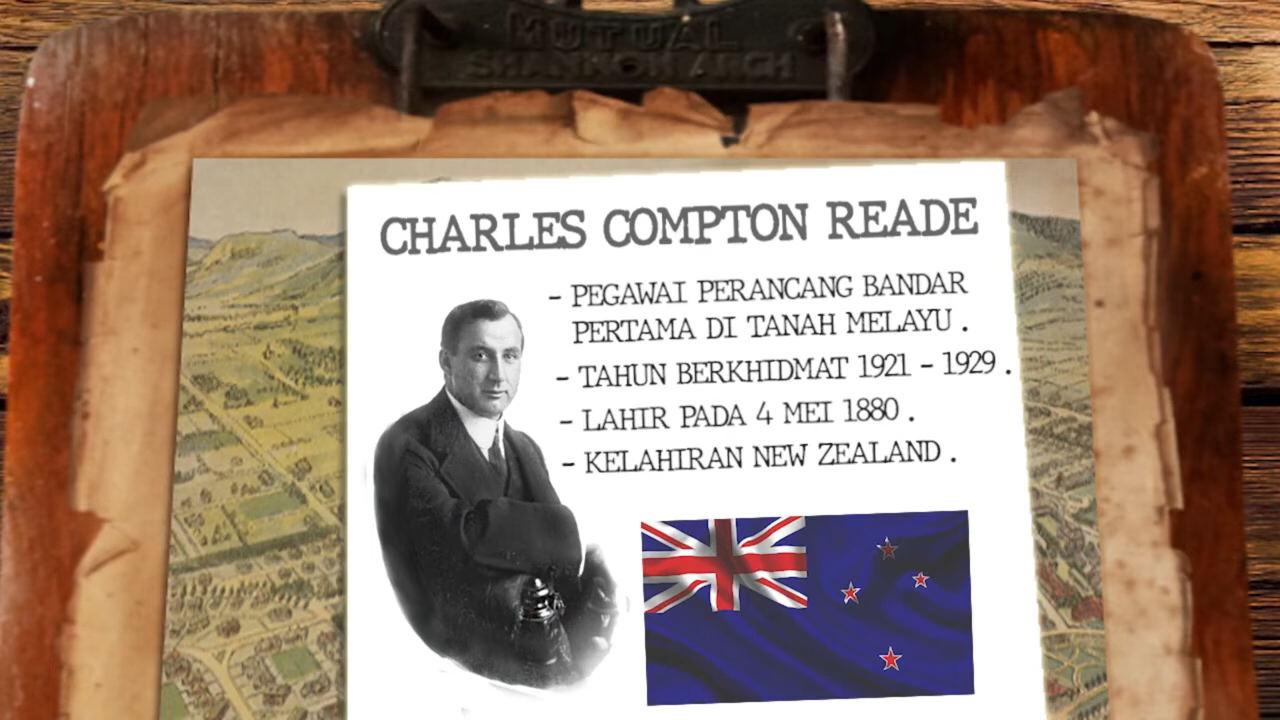 MUTUAL
SHANNON ARCH
CHARLES COMPTON READE
- PEGAWAI PERANCANG BANDAR
PERTAMA DI TANAH MELAYU .
- TAHUN BERKHIDMAT 1921 - 1929 .
- LAHIR PADA 4 MEI 1880 .
- KELAHIRAN NEW ZEALAND .